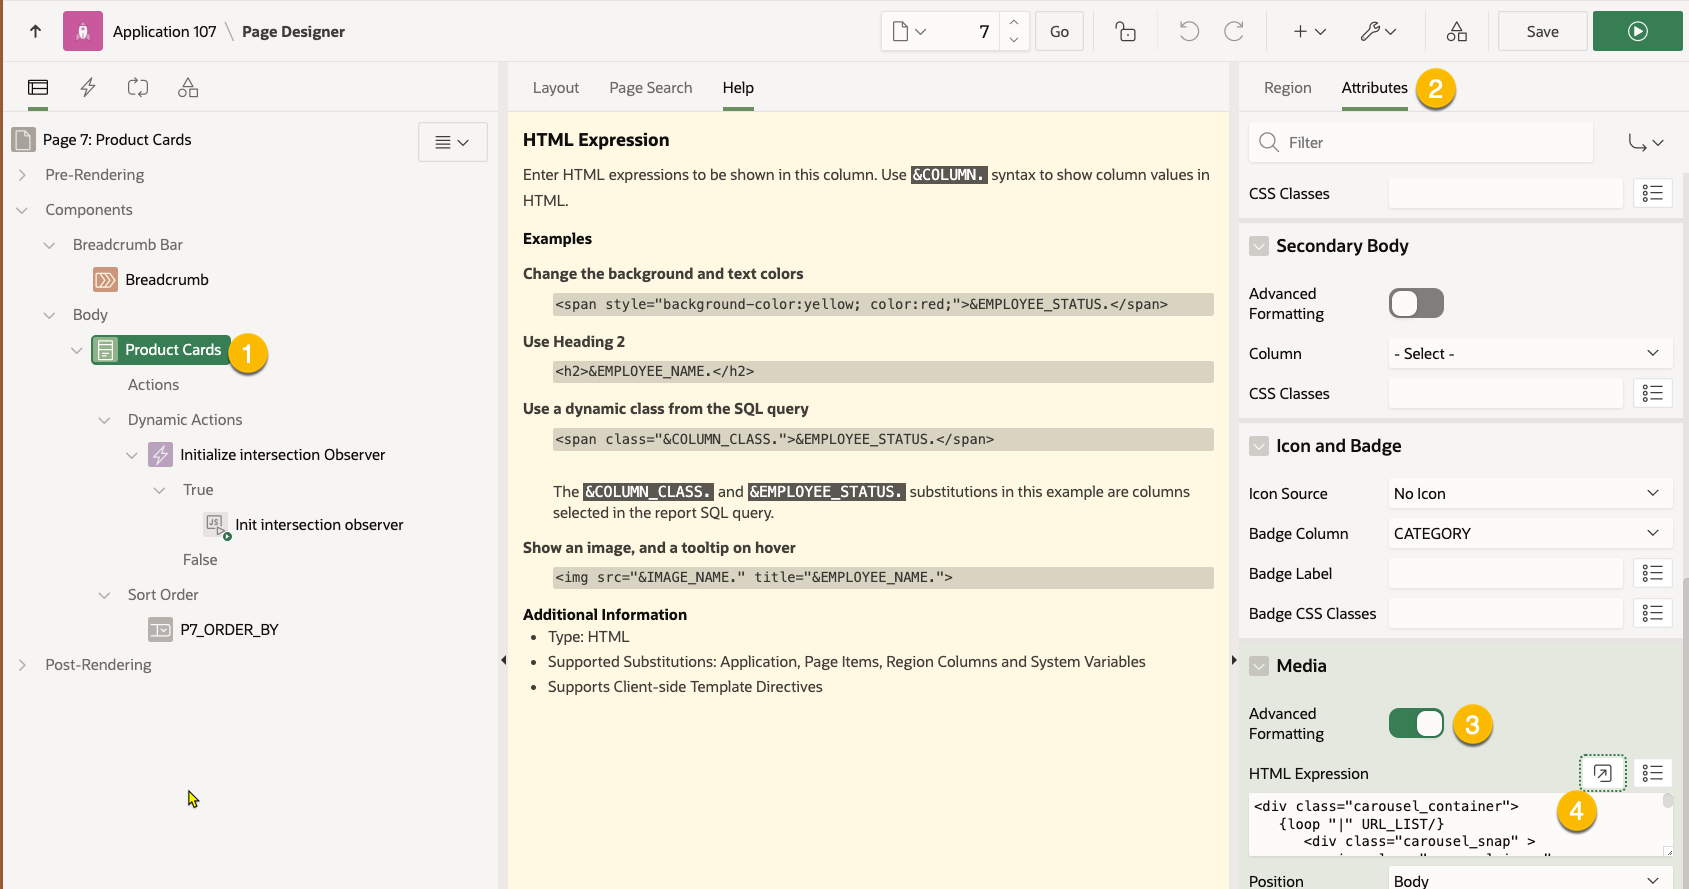 Application 107 \ Page Designer
7
Go
Save
Page 7: Product Cards
Pre-Rendering
Components
Breadcrumb Bar
Breadcrumb
Body
Product Cards
1
Actions
Dynamic Actions
Initialize intersection Observer
True
JS
Init intersection observer
False
Sort Order
P7_ORDER_BY
Post-Rendering
Layout
Page Search
Help
HTML Expression
Enter HTML expressions to be shown in this column. Use &COLUMN. syntax to show column values in
HTML.
Examples
Change the background and text colors
<span style="background-color:yellow; color:red;">&EMPLOYEE_STATUS.</span>
Use Heading 2
<h2>&EMPLOYEE_NAME.</h2>
Use a dynamic class from the SQL query
<span class="&COLUMN_CLASS.">&EMPLOYEE_STATUS.</span>
The &COLUMN_CLASS. and &EMPLOYEE_STATUS. substitutions in this example are columns
selected in the report SQL query.
Show an image, and a tooltip on hover
<img src="&IMAGE_NAME." title="&EMPLOYEE_NAME.">
Additional Information
• Type: HTML
• Supported Substitutions: Application, Page Items, Region Columns and System Variables
• Supports Client-side Template Directives
Region
Attributes
2
Filter
CSS Classes
Secondary Body
Advanced
Formatting
Column
- Select -
CSS Classes
Icon and Badge
Icon Source
No Icon
Badge Column
CATEGORY
Badge Label
Badge CSS Classes
Media
Advanced
Formatting
3
HTML Expression
<div class="carousel_container">
{loop "|" URL_LIST/}
<div class="carousel_snap" >
4
Position
Body